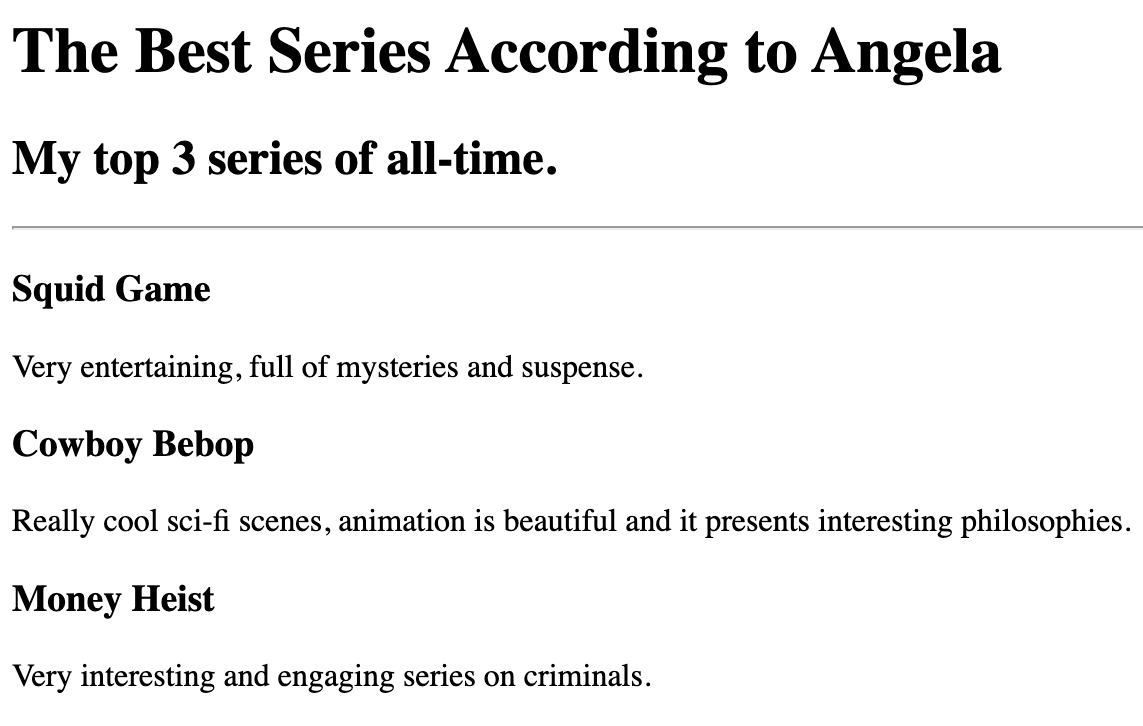 The Best Series According to Angela
My top 3 series of all-time.
Squid Game
Very entertaining, full of mysteries and suspense.
Cowboy Bebop
Really cool sci-fi scenes, animation is beautiful and it presents interesting philosophies.
Money Heist
Very interesting and engaging series on criminals.